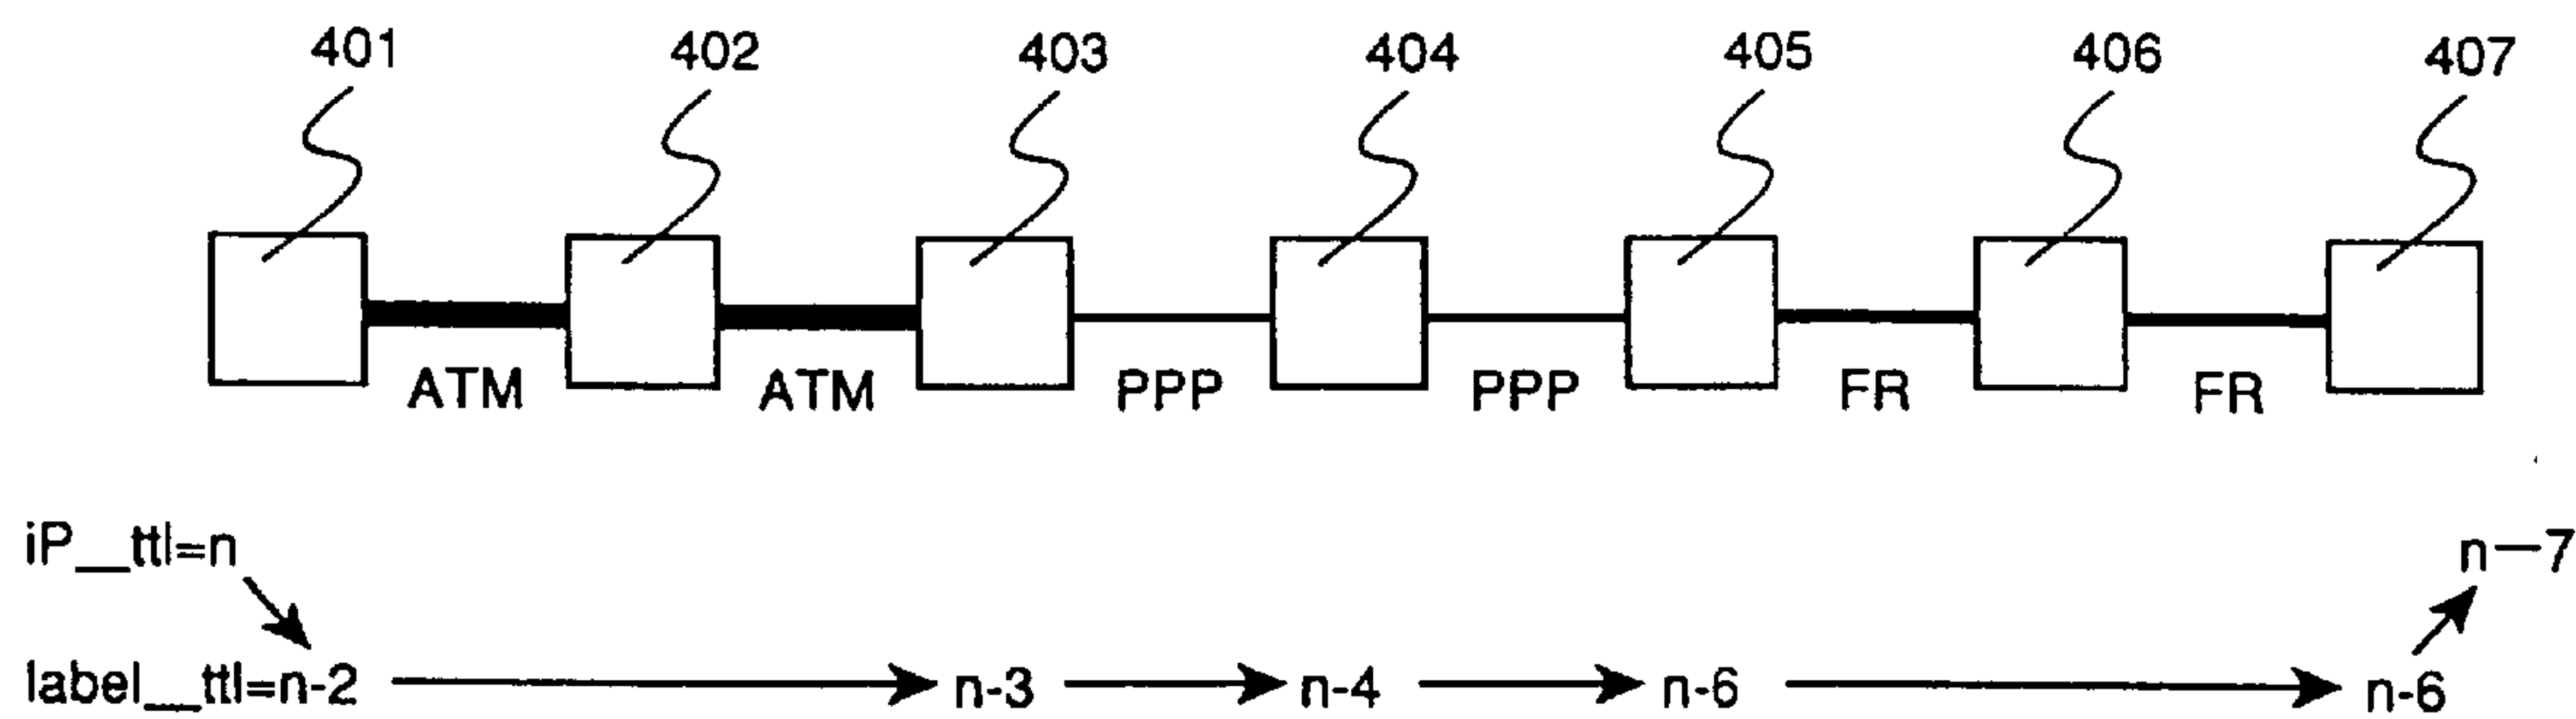 401 402 403 404 405 406 407
ATM ATM PPP PPP FR FR
iP__ttl=n n—7
label__ttl=n-2 n-3 n-4 n-6 n-6